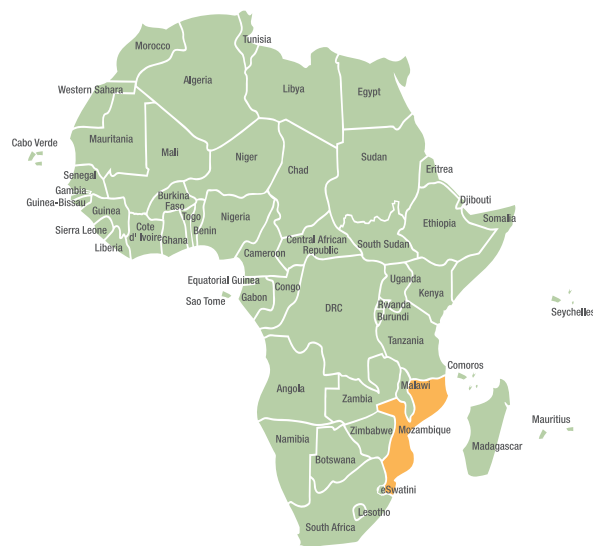 Tunisia
Morocco
Algeria
Libya
Egypt
Western Sahara
Mauritania
Cabo Verde
Mali
Niger
Chad
Sudan
Eritrea
Senegal
Gambia
Guinea-Bissau
Guinea
Sierra Leone
Liberia
Cote
d' Ivoire
Burkina
Faso
Ghana
Togo
Benin
Nigeria
Djibouti
Somalia
Ethiopia
South Sudan
Central African
Republic
Cameroon
Equatorial Guinea
Sao Tome
Gabon
Congo
DRC
Uganda
Kenya
Rwanda
Burundi
Tanzania
Seychelles
Comoros
Malawi
Angola
Zambia
Mozambique
Mauritius
Madagascar
Zimbabwe
Namibia
Botswana
eSwatini
Lesotho
South Africa